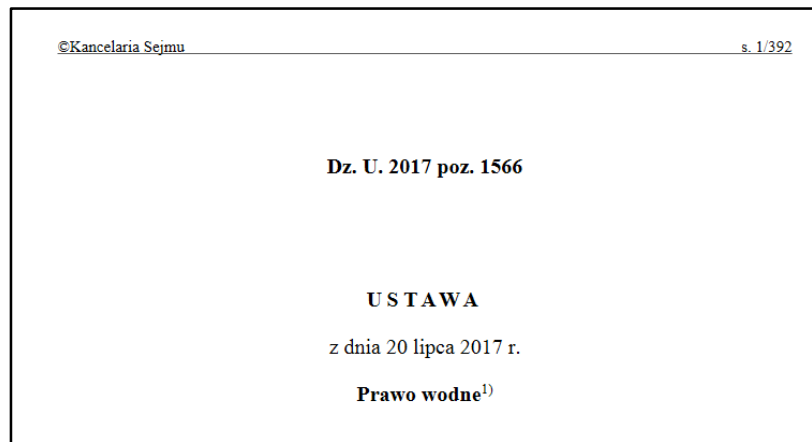 ©Kancelaria Sejmu s. 1/392
Dz. U. 2017 poz. 1566
U S T A W A
z dnia 20 lipca 2017 r.
Prawo wodne1)